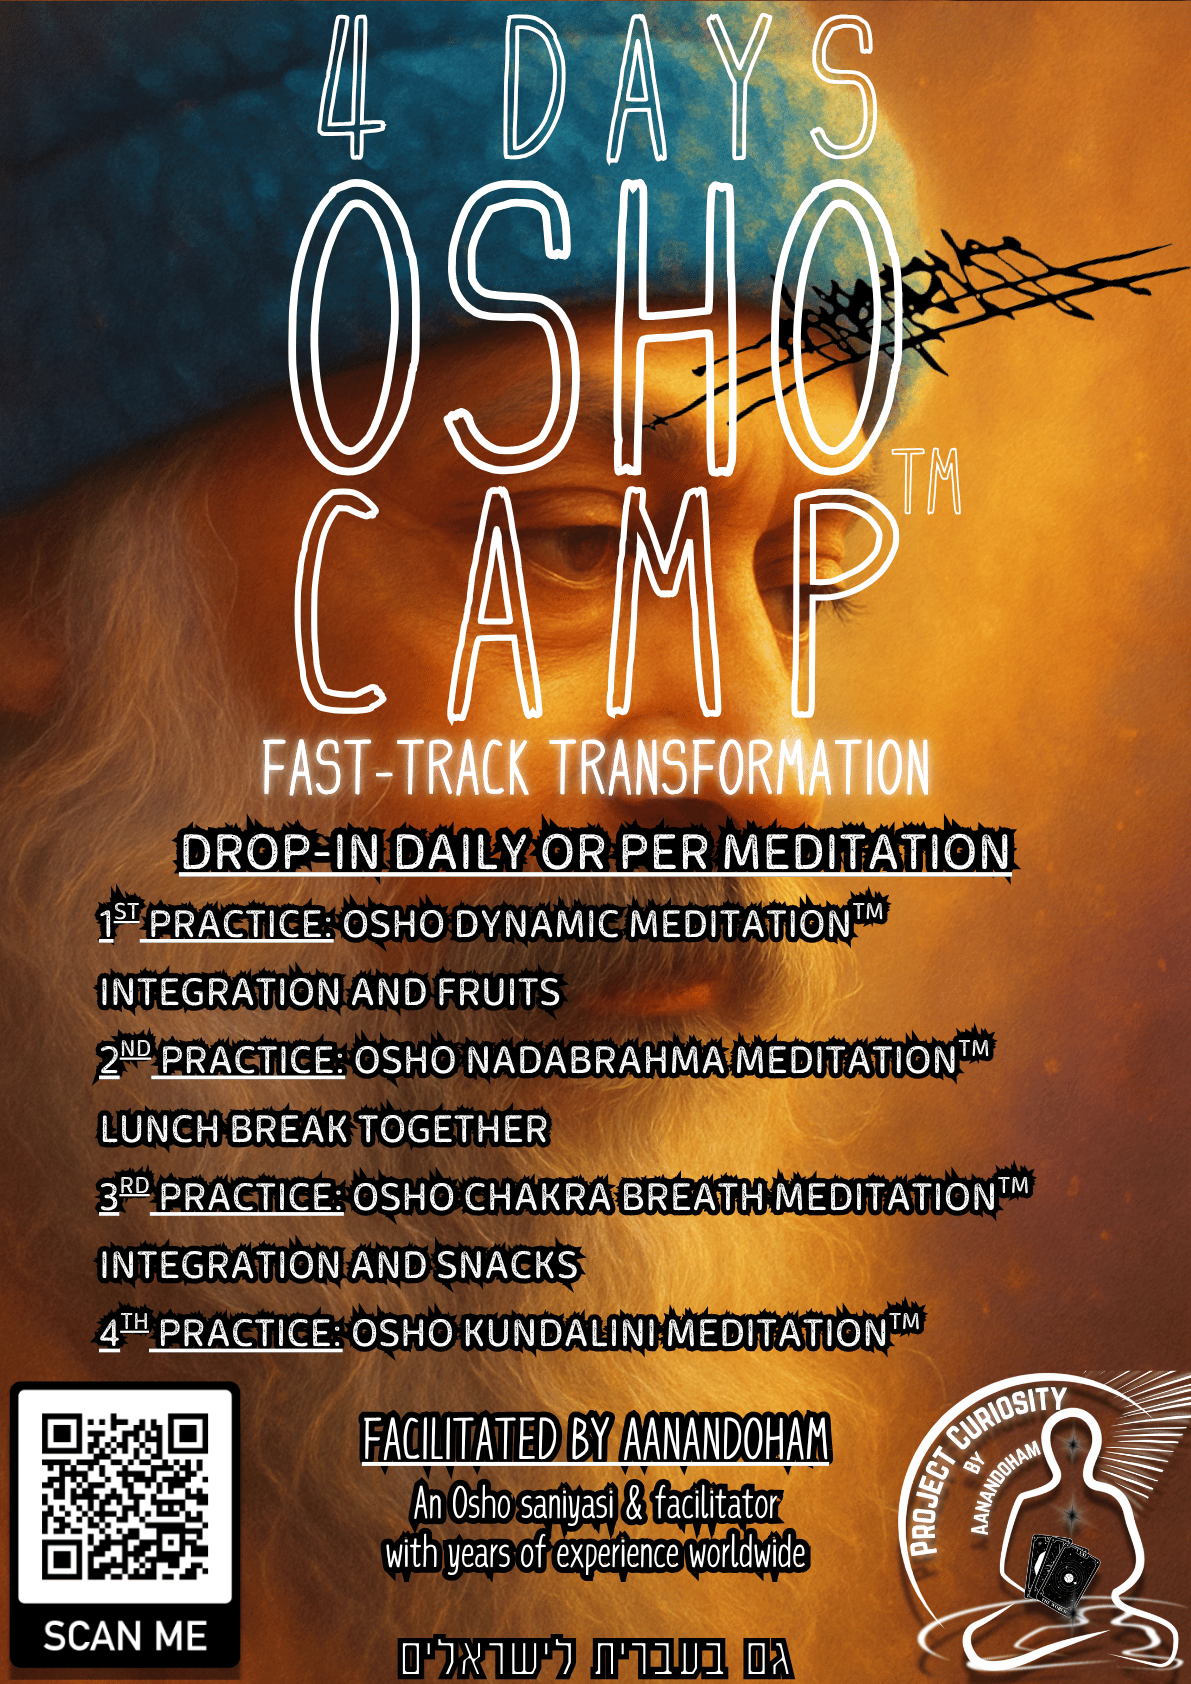 4 DAYS
OSHO
CAMP™
FAST-TRACK TRANSFORMATION
DROP-IN DAILY OR PER MEDITATION
1ST PRACTICE: OSHO DYNAMIC MEDITATION™
INTEGRATION AND FRUITS
2ND PRACTICE: OSHO NADABRAHMA MEDITATION™
LUNCH BREAK TOGETHER
3RD PRACTICE: OSHO CHAKRA BREATH MEDITATION™
INTEGRATION AND SNACKS
4TH PRACTICE: OSHO KUNDALINI MEDITATION™
FACILITATED BY AANANDOHAM
An Osho saniyasi & facilitator
with years of experience worldwide
גם בעברית לישראלים
SCAN ME
PROJECT CURIOSITY
BY
AANANDOHAM